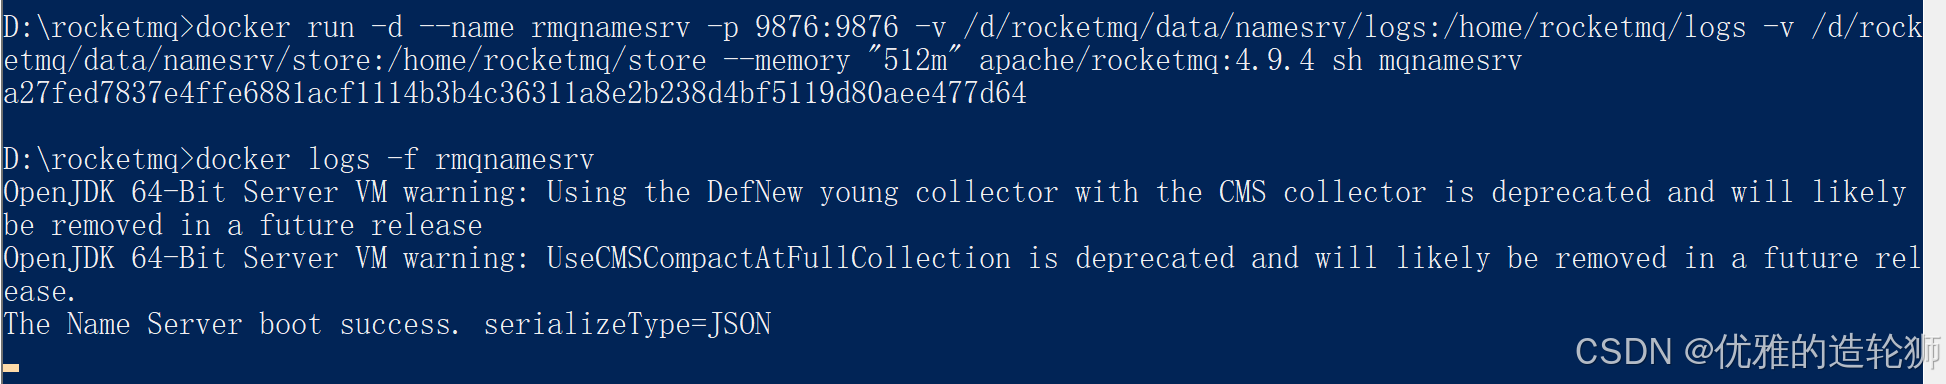 D:\rocketmq>docker run -d --name rmqnamesrv -p 9876:9876 -v /d/rocketmq/data/namesrv/logs:/home/rocketmq/logs -v /d/rock
etmq/data/namesrv/store:/home/rocketmq/store --memory "512m" apache/rocketmq:4.9.4 sh mqnamesrv
a27fed7837e4ffe6881acf1114b3b4c36311a8e2b238d4bf5119d80aee477d64
D:\rocketmq>docker logs -f rmqnamesrv
OpenJDK 64-Bit Server VM warning: Using the DefNew young collector with the CMS collector is deprecated and will likely
be removed in a future release
OpenJDK 64-Bit Server VM warning: UseCMSCompactAtFullCollection is deprecated and will likely be removed in a future rel
ease.
The Name Server boot success. serializeType=JSON
CSDN @优雅的造轮狮